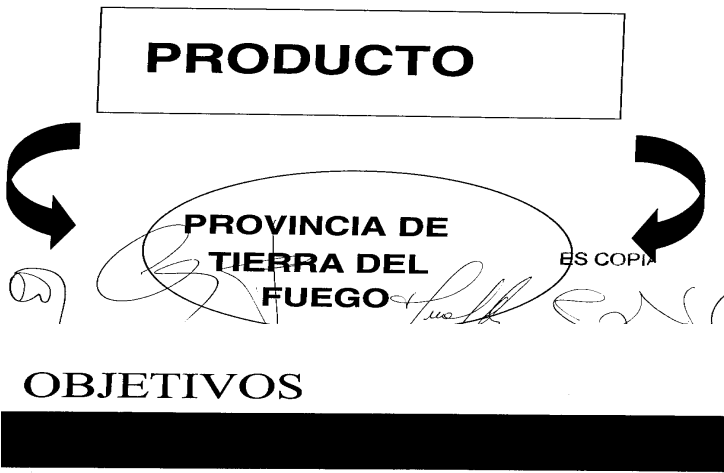 PRODUCTO
PROVINCIA DE
TIERRA DEL
FUEGO
ES COPIA
OBJETIVOS